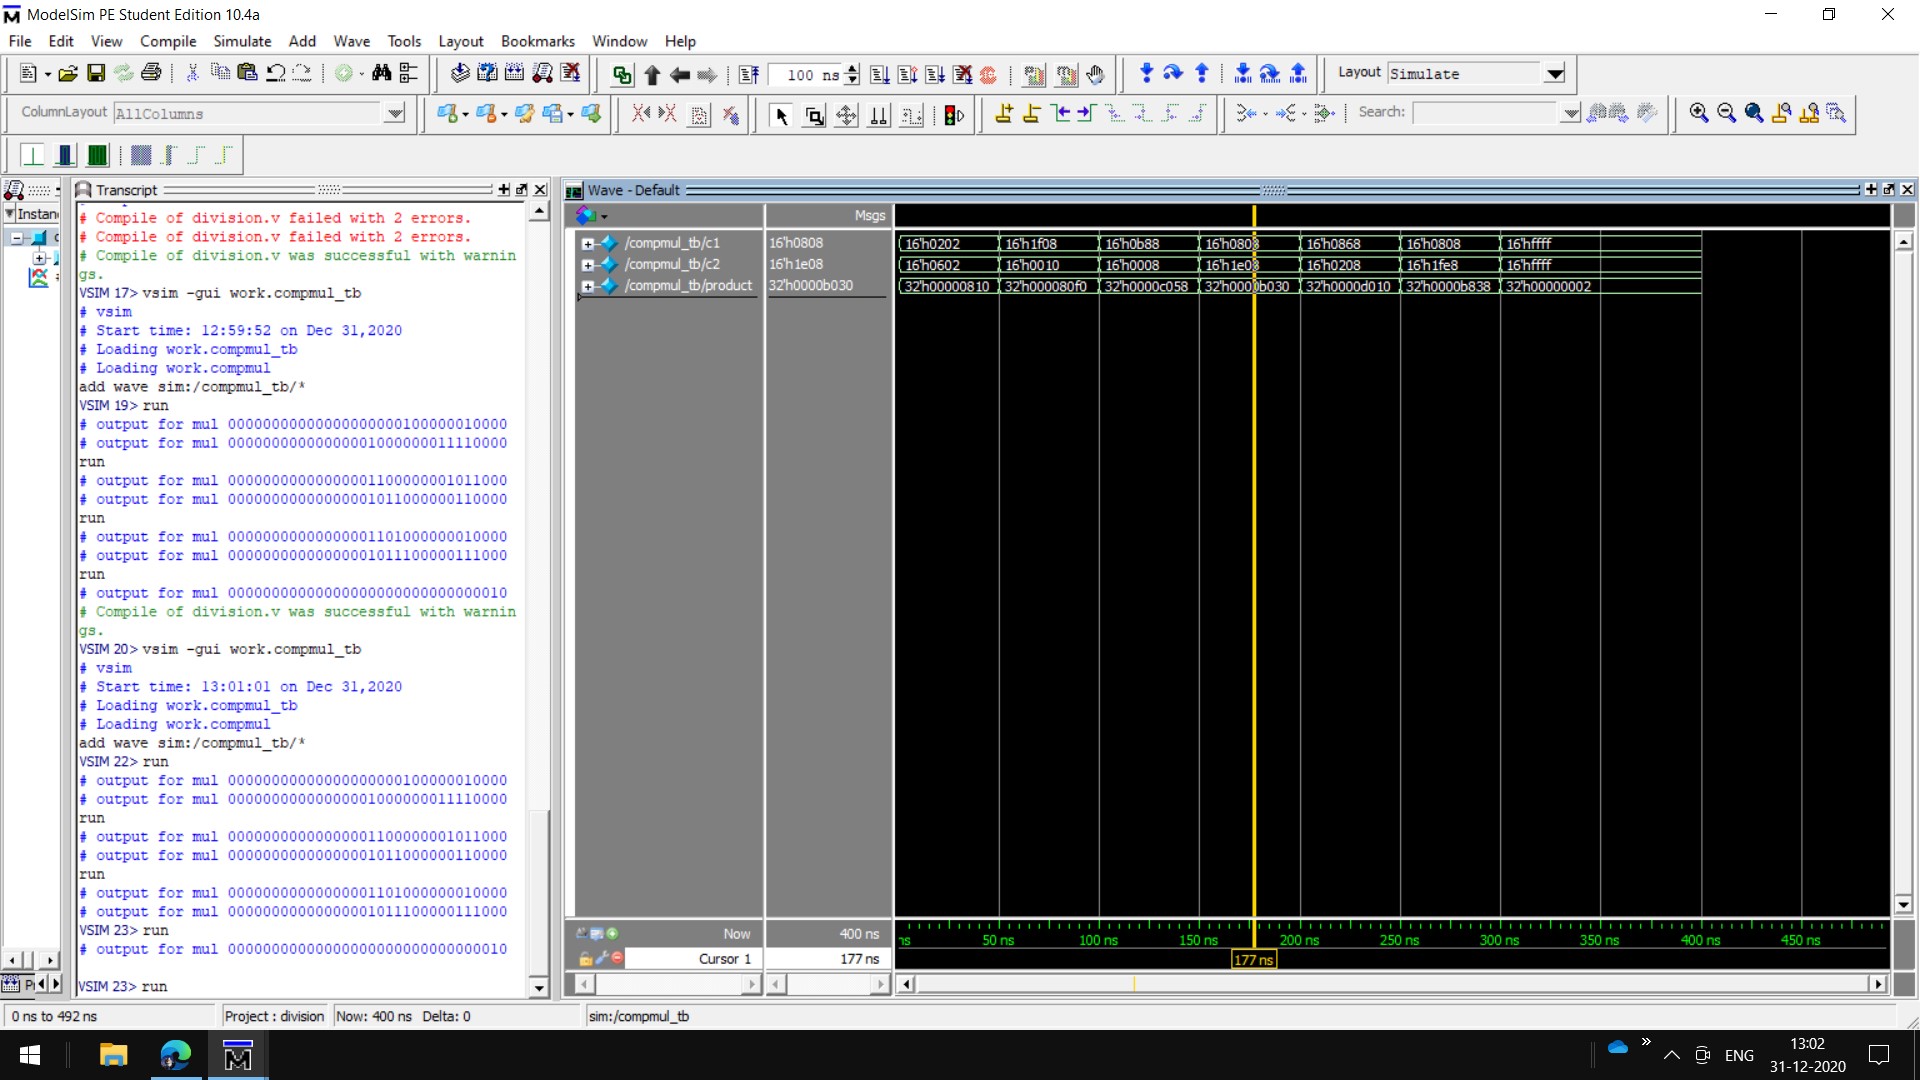 ModelSim PE Student Edition 10.4a
File Edit View Compile Simulate Add Wave Tools Layout Bookmarks Window Help
100 ns
Layout Simulate
ColumnLayout AllColumns
Search:
Instan
Transcript
# Compile of division.v failed with 2 errors.
# Compile of division.v failed with 2 errors.
# Compile of division.v was successful with warnin
gs.
VSIM 17> vsim -gui work.compmul_tb
# vsim
# Start time: 12:59:52 on Dec 31,2020
# Loading work.compmul_tb
# Loading work.compmul
add wave sim:/compmul_tb/*
VSIM 19> run
# output for mul 00000000000000000000100000010000
# output for mul 00000000000000001000000011110000
run
# output for mul 00000000000000001100000001011000
# output for mul 00000000000000001011000000110000
run
# output for mul 00000000000000001101000000010000
# output for mul 00000000000000001011100000111000
run
# output for mul 00000000000000000000000000000010
# Compile of division.v was successful with warnin
gs.
VSIM 20> vsim -gui work.compmul_tb
# vsim
# Start time: 13:01:01 on Dec 31,2020
# Loading work.compmul_tb
# Loading work.compmul
add wave sim:/compmul_tb/*
VSIM 22> run
# output for mul 00000000000000000000100000010000
# output for mul 00000000000000001000000011110000
run
# output for mul 00000000000000001100000001011000
# output for mul 00000000000000001011000000110000
run
# output for mul 00000000000000001101000000010000
# output for mul 00000000000000001011100000111000
VSIM 23> run
# output for mul 00000000000000000000000000000010
VSIM 23> run
Wave - Default
Msgs
/compmul_tb/c1 16'h0808 16'h0202 16'h1f08 16'h0b88 16'h0808 16'h0868 16'h0808 16'hffff
/compmul_tb/c2 16'h1e08 16'h0602 16'h0010 16'h0008 16'h1e08 16'h0208 16'h1fe8 16'hffff
/compmul_tb/product 32'h0000b030 32'h00000810 32'h000080f0 32'h0000c058 32'h0000b030 32'h0000d010 32'h0000b838 32'h00000002
Now 400 ns
ns 50 ns 100 ns 150 ns 200 ns 250 ns 300 ns 350 ns 400 ns 450 ns
Cursor 1 177 ns
177 ns
0 ns to 492 ns Project : division Now: 400 ns Delta: 0 sim:/compmul_tb
ENG
13:02
31-12-2020